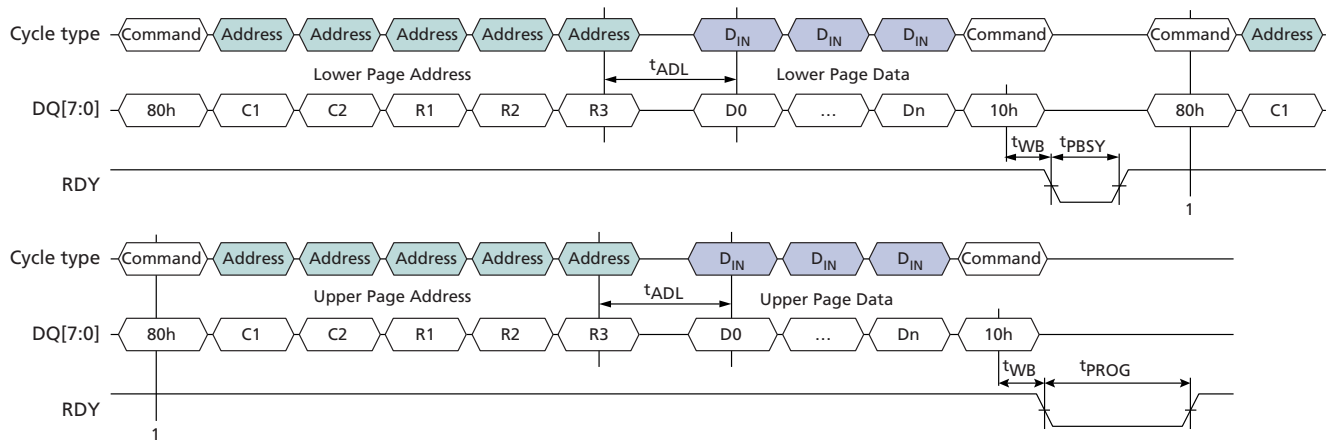 Cycle type Command Address Address Address Address Address DIN DIN DIN Command Command Address
Lower Page Address tADL Lower Page Data
DQ[7:0] 80h C1 C2 R1 R2 R3 D0 ... Dn 10h 80h C1
tWB tPBSY
RDY
1
Cycle type Command Address Address Address Address Address DIN DIN DIN Command
Upper Page Address tADL Upper Page Data
DQ[7:0] 80h C1 C2 R1 R2 R3 D0 ... Dn 10h
tWB tPROG
RDY
1